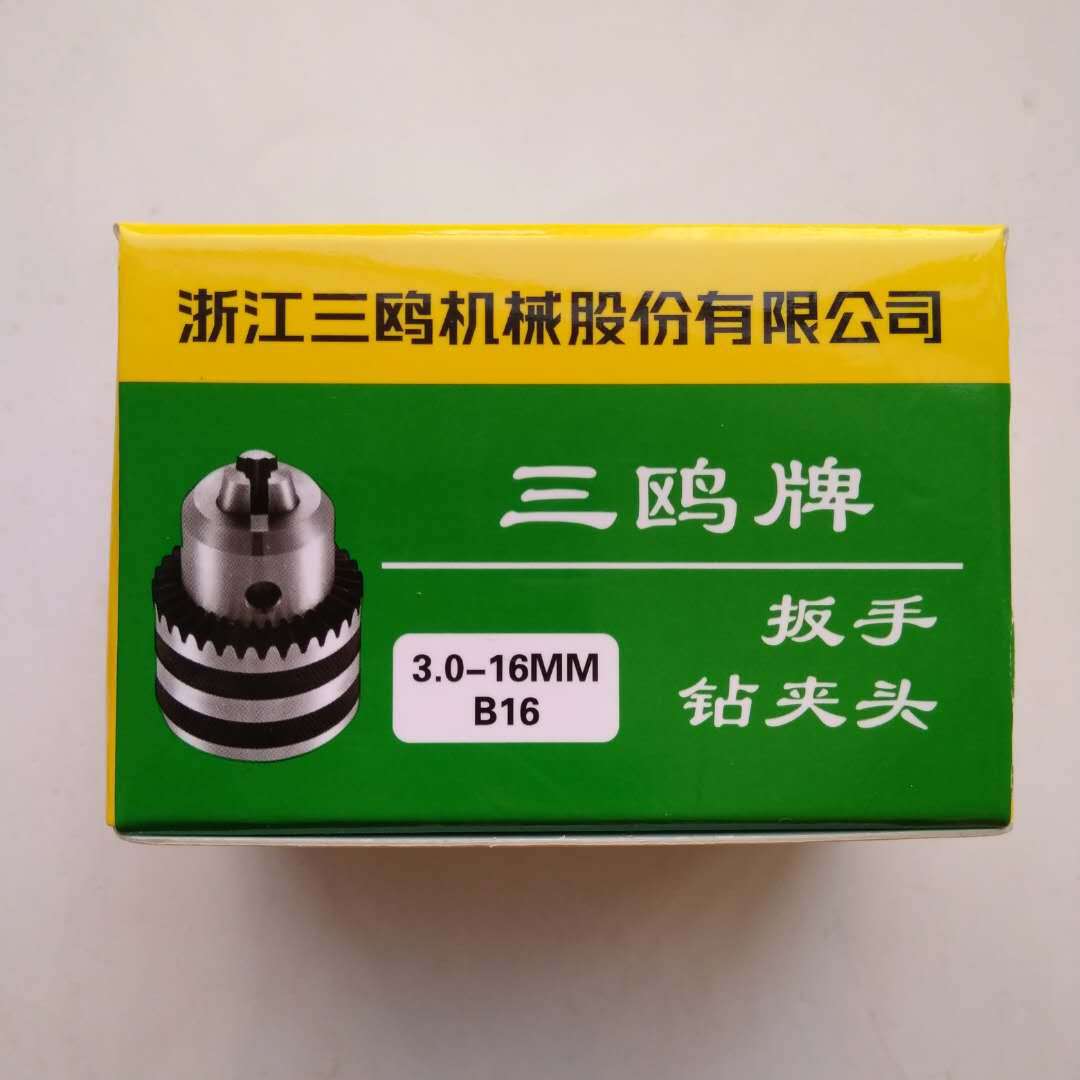 浙江三鸥机械股份有限公司
三鸥牌
扳手
钻夹头
3.0-16MM
B16